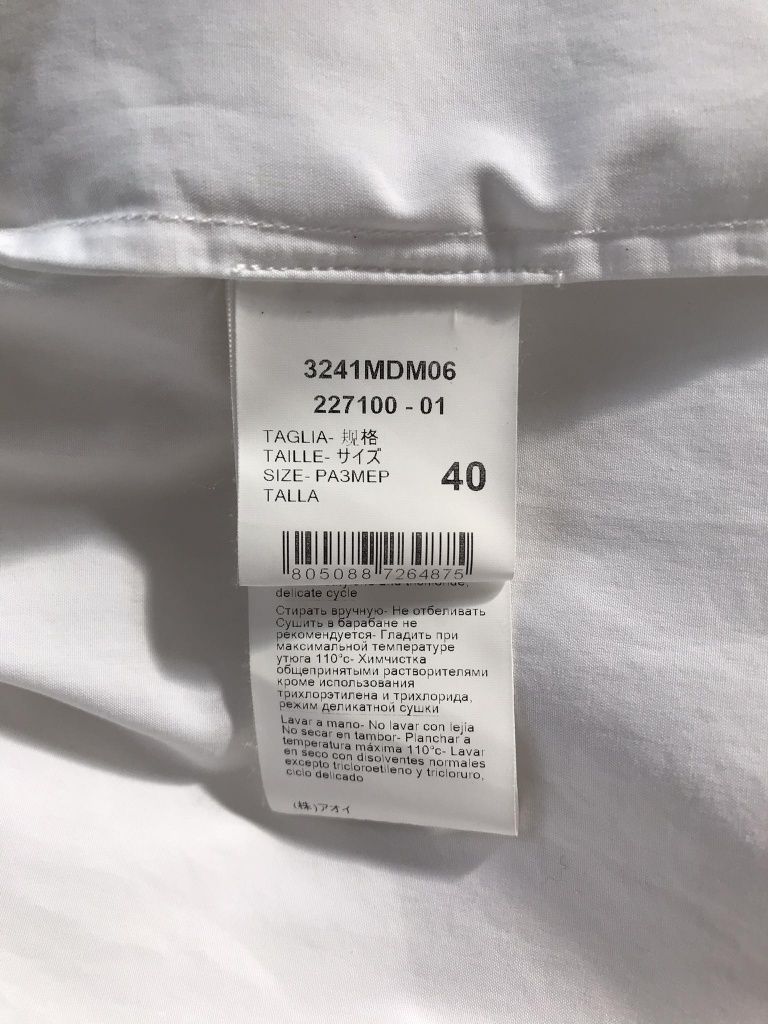 3241MDM06
227100 - 01
TAGLIA- 规格
TAILLE- サイズ
SIZE- РАЗМЕР
TALLA
40
805088 7264875
delicate cycle
Стирать вручную- Не отбеливать
Сушить в барабане не
рекомендуется- Гладить при
максимальной температуре
утюга 110°c- Химчистка
общепринятыми растворителями
кроме использования
трихлорэтилена и трихлорида,
режим деликатной сушки
Lavar a mano- No lavar con lejía
No secar en tambor- Planchar a
temperatura máxima 110°c- Lavar
en seco con disolventes normales
excepto tricloroetileno y tricloruro,
ciclo delicado
(株)アオイ